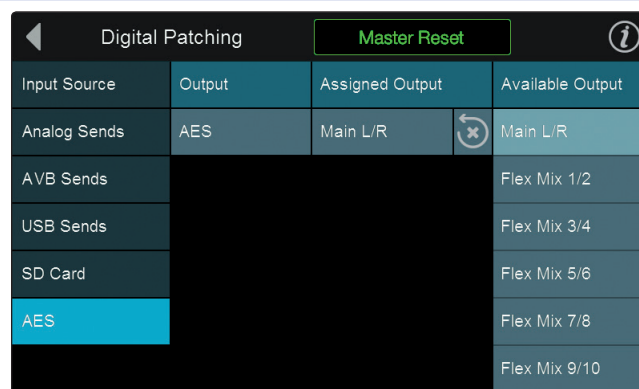 Digital Patching Master Reset i
Input Source Output Assigned Output Available Output
Analog Sends AES Main L/R Main L/R
AVB Sends Flex Mix 1/2
USB Sends Flex Mix 3/4
SD Card Flex Mix 5/6
AES Flex Mix 7/8
Flex Mix 9/10